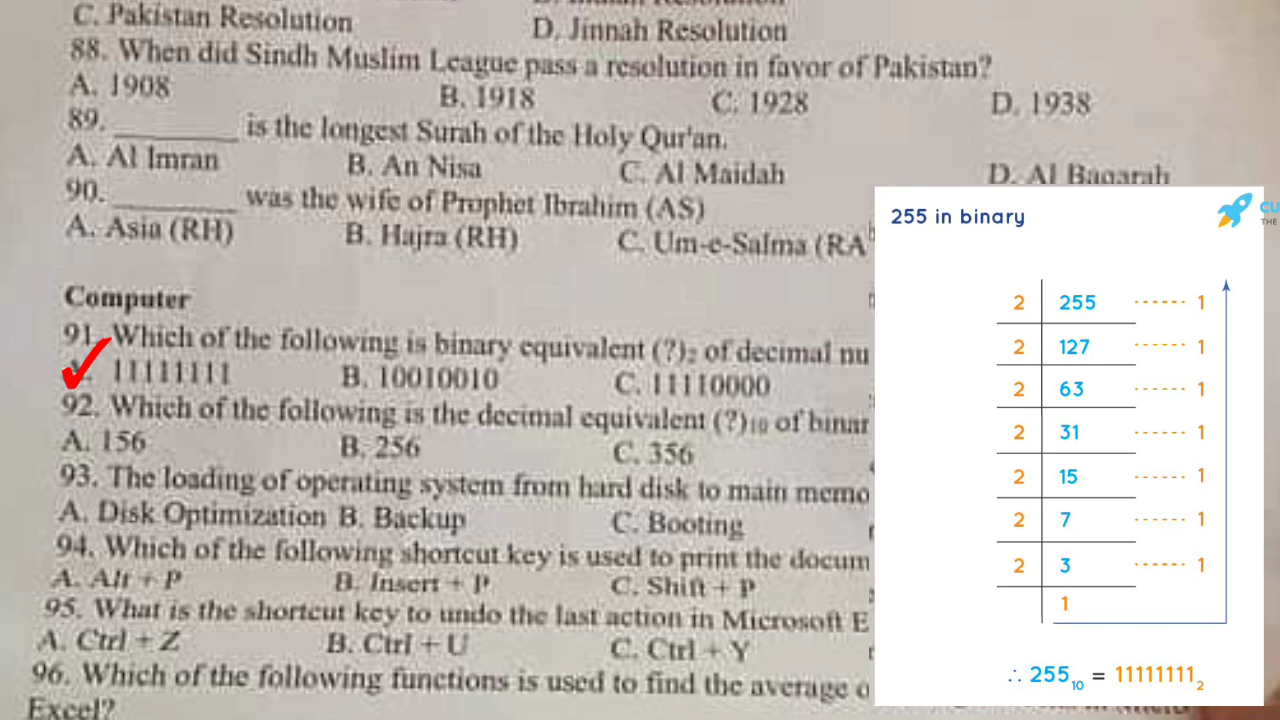 C. Pakistan Resolution D. Jinnah Resolution
88. When did Sindh Muslim League pass a resolution in favor of Pakistan?
A. 1908 B. 1918 C. 1928 D. 1938
89. ________ is the longest Surah of the Holy Qur'an.
A. Al Imran B. An Nisa C. Al Maidah D. Al Baqarah
90. ________ was the wife of Prophet Ibrahim (AS)
A. Asia (RH) B. Hajra (RH) C. Um-e-Salma (RA
Computer
91. Which of the following is binary equivalent (?)₂ of decimal nu
11111111 B. 10010010 C. 11110000
92. Which of the following is the decimal equivalent (?)₁₀ of binar
A. 156 B. 256 C. 356
93. The loading of operating system from hard disk to main memo
A. Disk Optimization B. Backup C. Booting
94. Which of the following shortcut key is used to print the docum
A. Alt + P B. Insert + P C. Shift + P
95. What is the shortcut key to undo the last action in Microsoft E
A. Ctrl + Z B. Ctrl + U C. Ctrl + Y
96. Which of the following functions is used to find the average o
Excel?
255 in binary
CU
THE
2 255 ------ 1
2 127 ------ 1
2 63 ------ 1
2 31 ------ 1
2 15 ------ 1
2 7 ------ 1
2 3 ------ 1
1
∴ 255₁₀ = 11111111₂